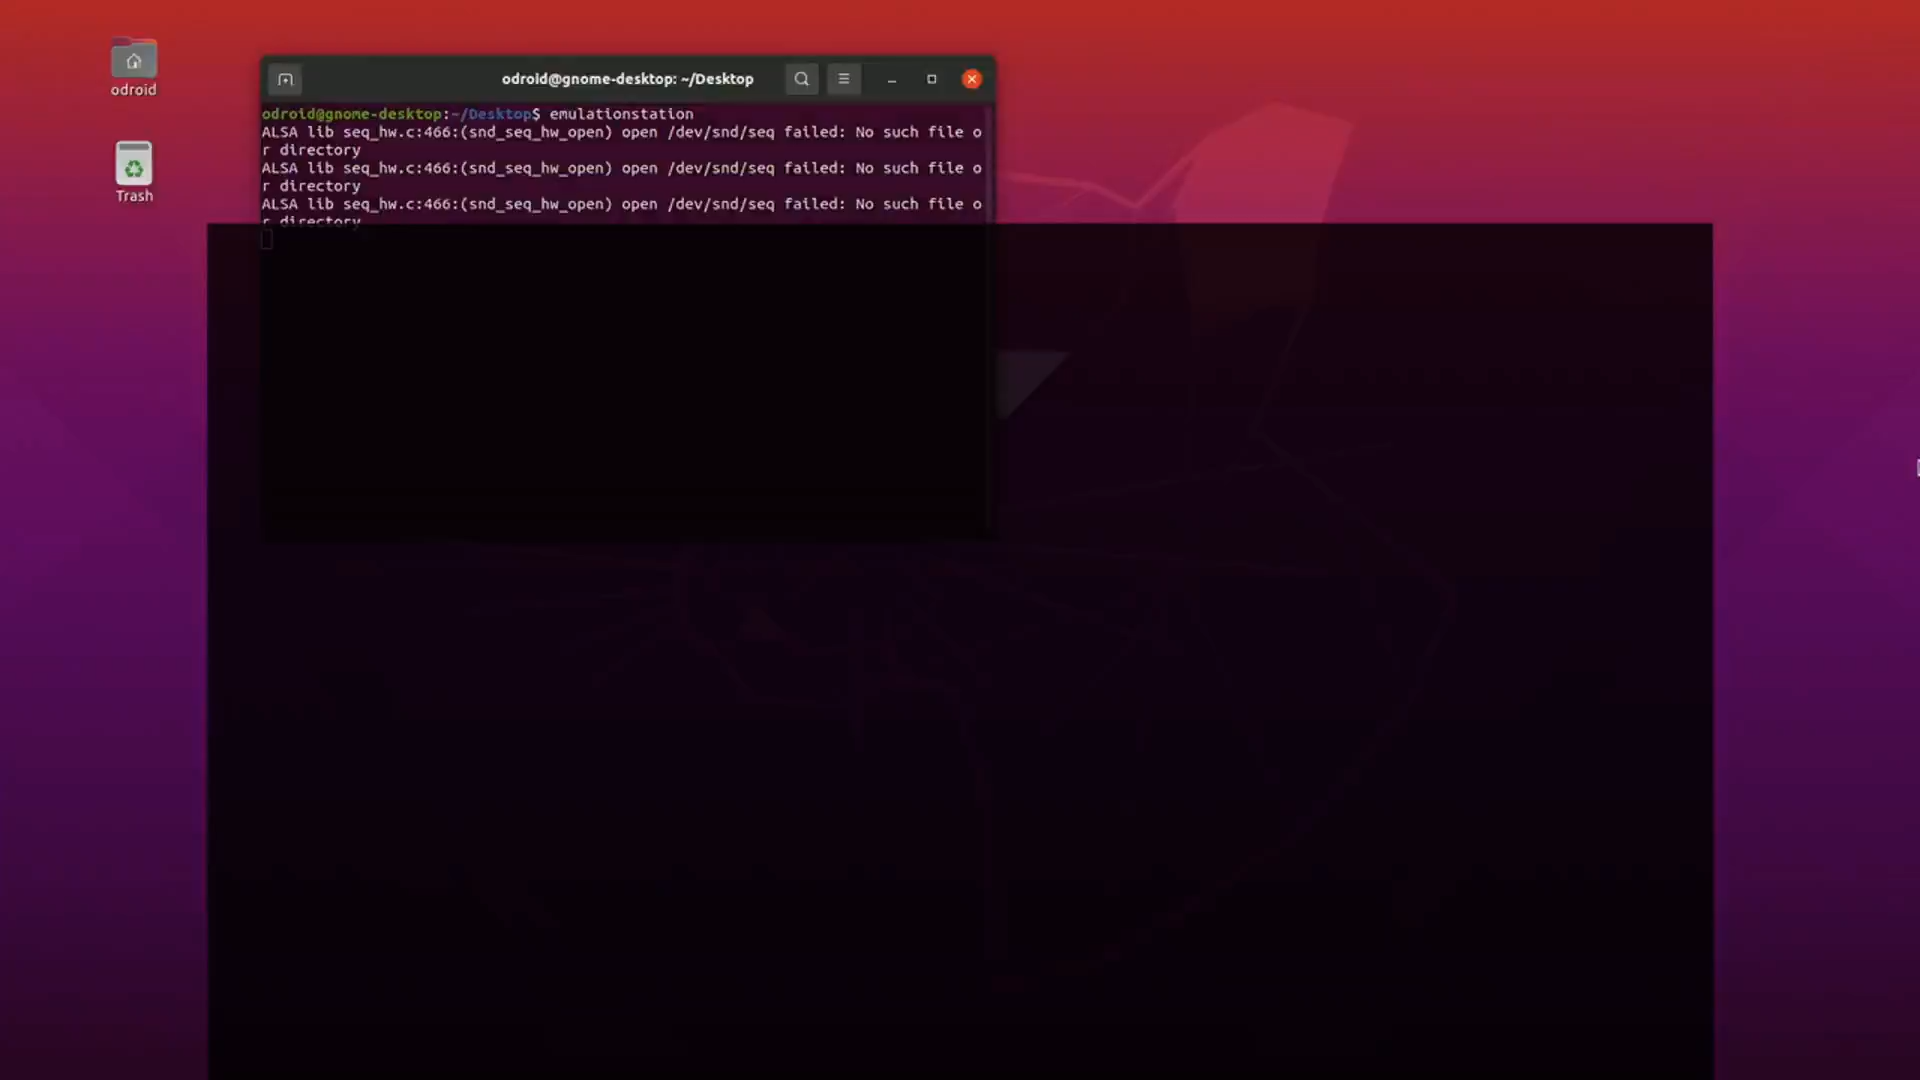 odroid
Trash
odroid@gnome-desktop: ~/Desktop
odroid@gnome-desktop:~/Desktop$ emulationstation
ALSA lib seq_hw.c:466:(snd_seq_hw_open) open /dev/snd/seq failed: No such file o
r directory
ALSA lib seq_hw.c:466:(snd_seq_hw_open) open /dev/snd/seq failed: No such file o
r directory
ALSA lib seq_hw.c:466:(snd_seq_hw_open) open /dev/snd/seq failed: No such file o
r directory